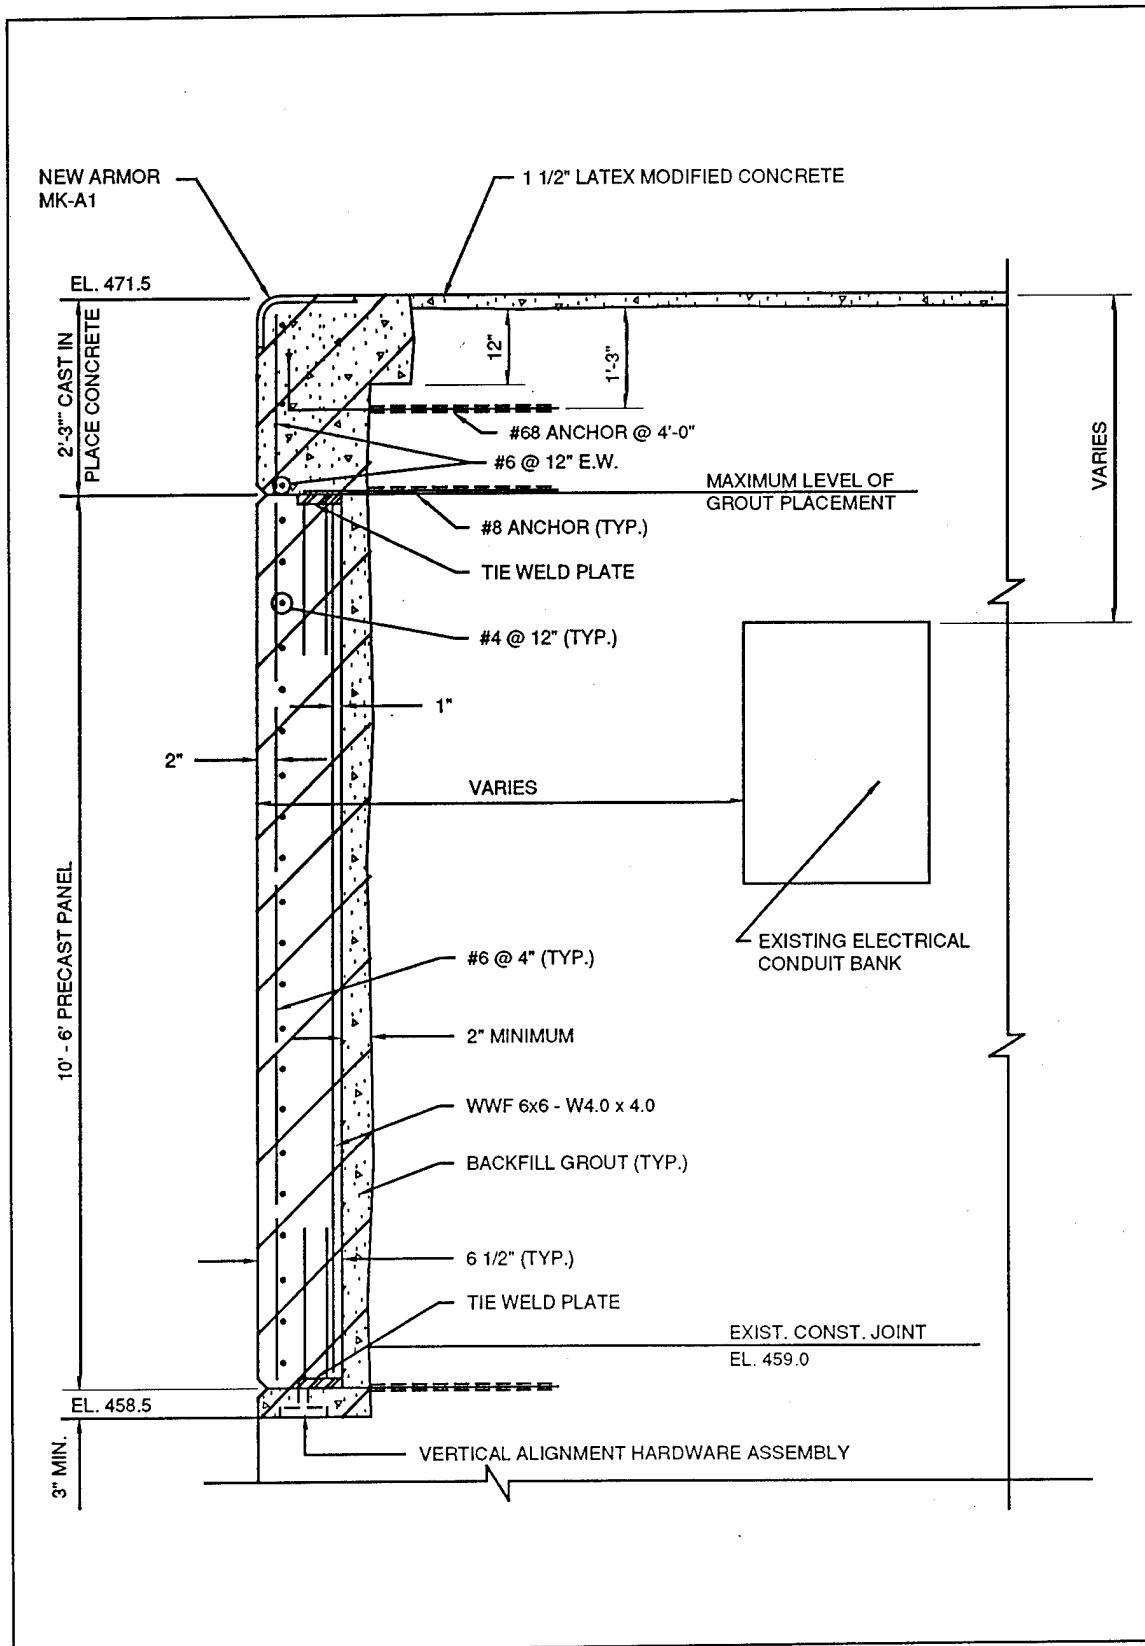 NEW ARMOR
MK-A1
1 1/2" LATEX MODIFIED CONCRETE
EL. 471.5
2'-3"" CAST IN
PLACE CONCRETE
12"
1'-3"
VARIES
#68 ANCHOR @ 4'-0"
#6 @ 12" E.W.
MAXIMUM LEVEL OF
GROUT PLACEMENT
#8 ANCHOR (TYP.)
TIE WELD PLATE
#4 @ 12" (TYP.)
1"
2"
VARIES
10' - 6' PRECAST PANEL
EXISTING ELECTRICAL
CONDUIT BANK
#6 @ 4" (TYP.)
2" MINIMUM
WWF 6x6 - W4.0 x 4.0
BACKFILL GROUT (TYP.)
6 1/2" (TYP.)
TIE WELD PLATE
EXIST. CONST. JOINT
EL. 459.0
EL. 458.5
3" MIN.
VERTICAL ALIGNMENT HARDWARE ASSEMBLY